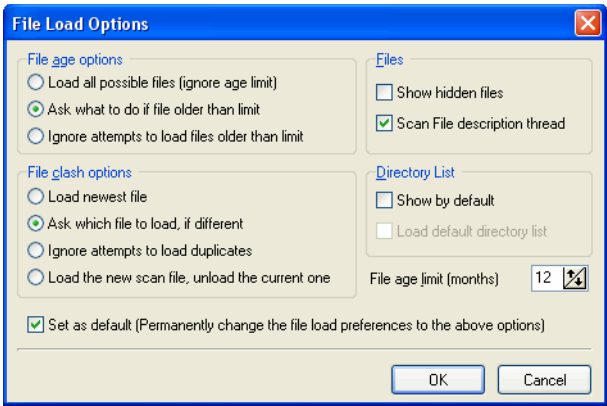 File Load Options
File age options
Load all possible files (ignore age limit)
Ask what to do if file older than limit
Ignore attempts to load files older than limit
Files
Show hidden files
Scan File description thread
File clash options
Load newest file
Ask which file to load, if different
Ignore attempts to load duplicates
Load the new scan file, unload the current one
Directory List
Show by default
Load default directory list
File age limit (months) 12
Set as default (Permanently change the file load preferences to the above options)
OK Cancel